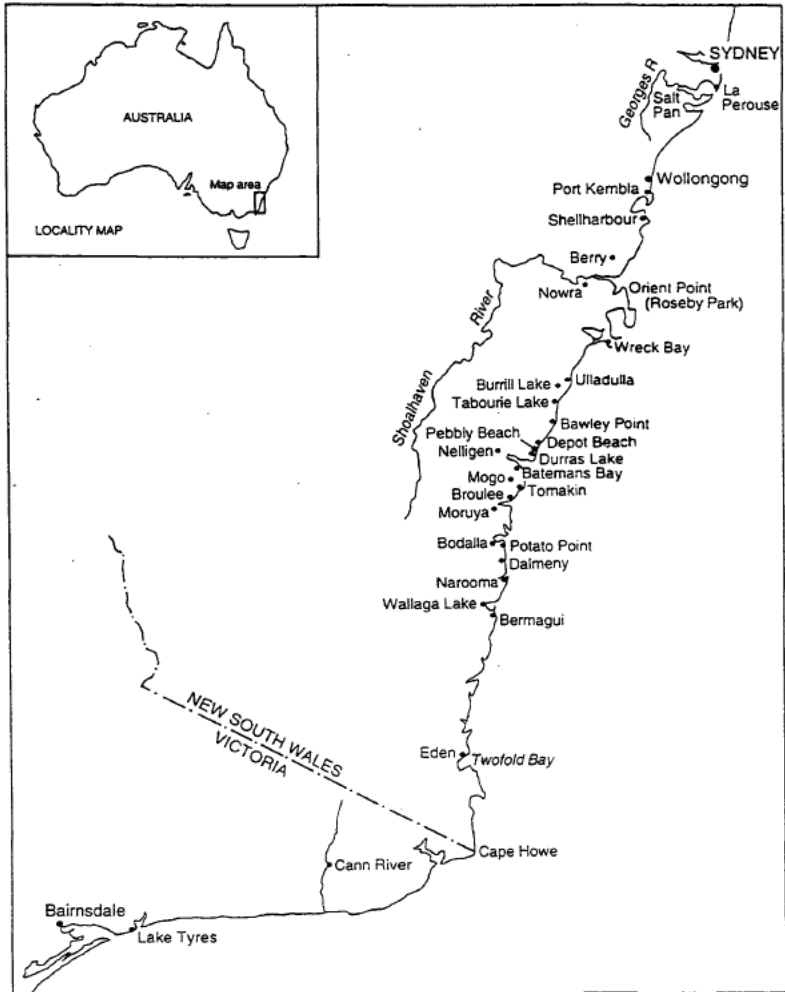 AUSTRALIA
Map area
LOCALITY MAP
SYDNEY
Georges R
Salt
Pan
La
Perouse
Wollongong
Port Kembla
Shellharbour
Berry
Nowra
Orient Point
(Roseby Park)
Shoalhaven
River
Wreck Bay
Ulladulla
Burrill Lake
Tabourie Lake
Bawley Point
Pebbly Beach
Depot Beach
Nelligen
Durras Lake
Batemans Bay
Mogo
Tomakin
Broulee
Moruya
Bodalla
Potato Point
Dalmeny
Narooma
Wallaga Lake
Bermagui
NEW SOUTH WALES
VICTORIA
Eden
Twofold Bay
Cape Howe
Cann River
Bairnsdale
Lake Tyres